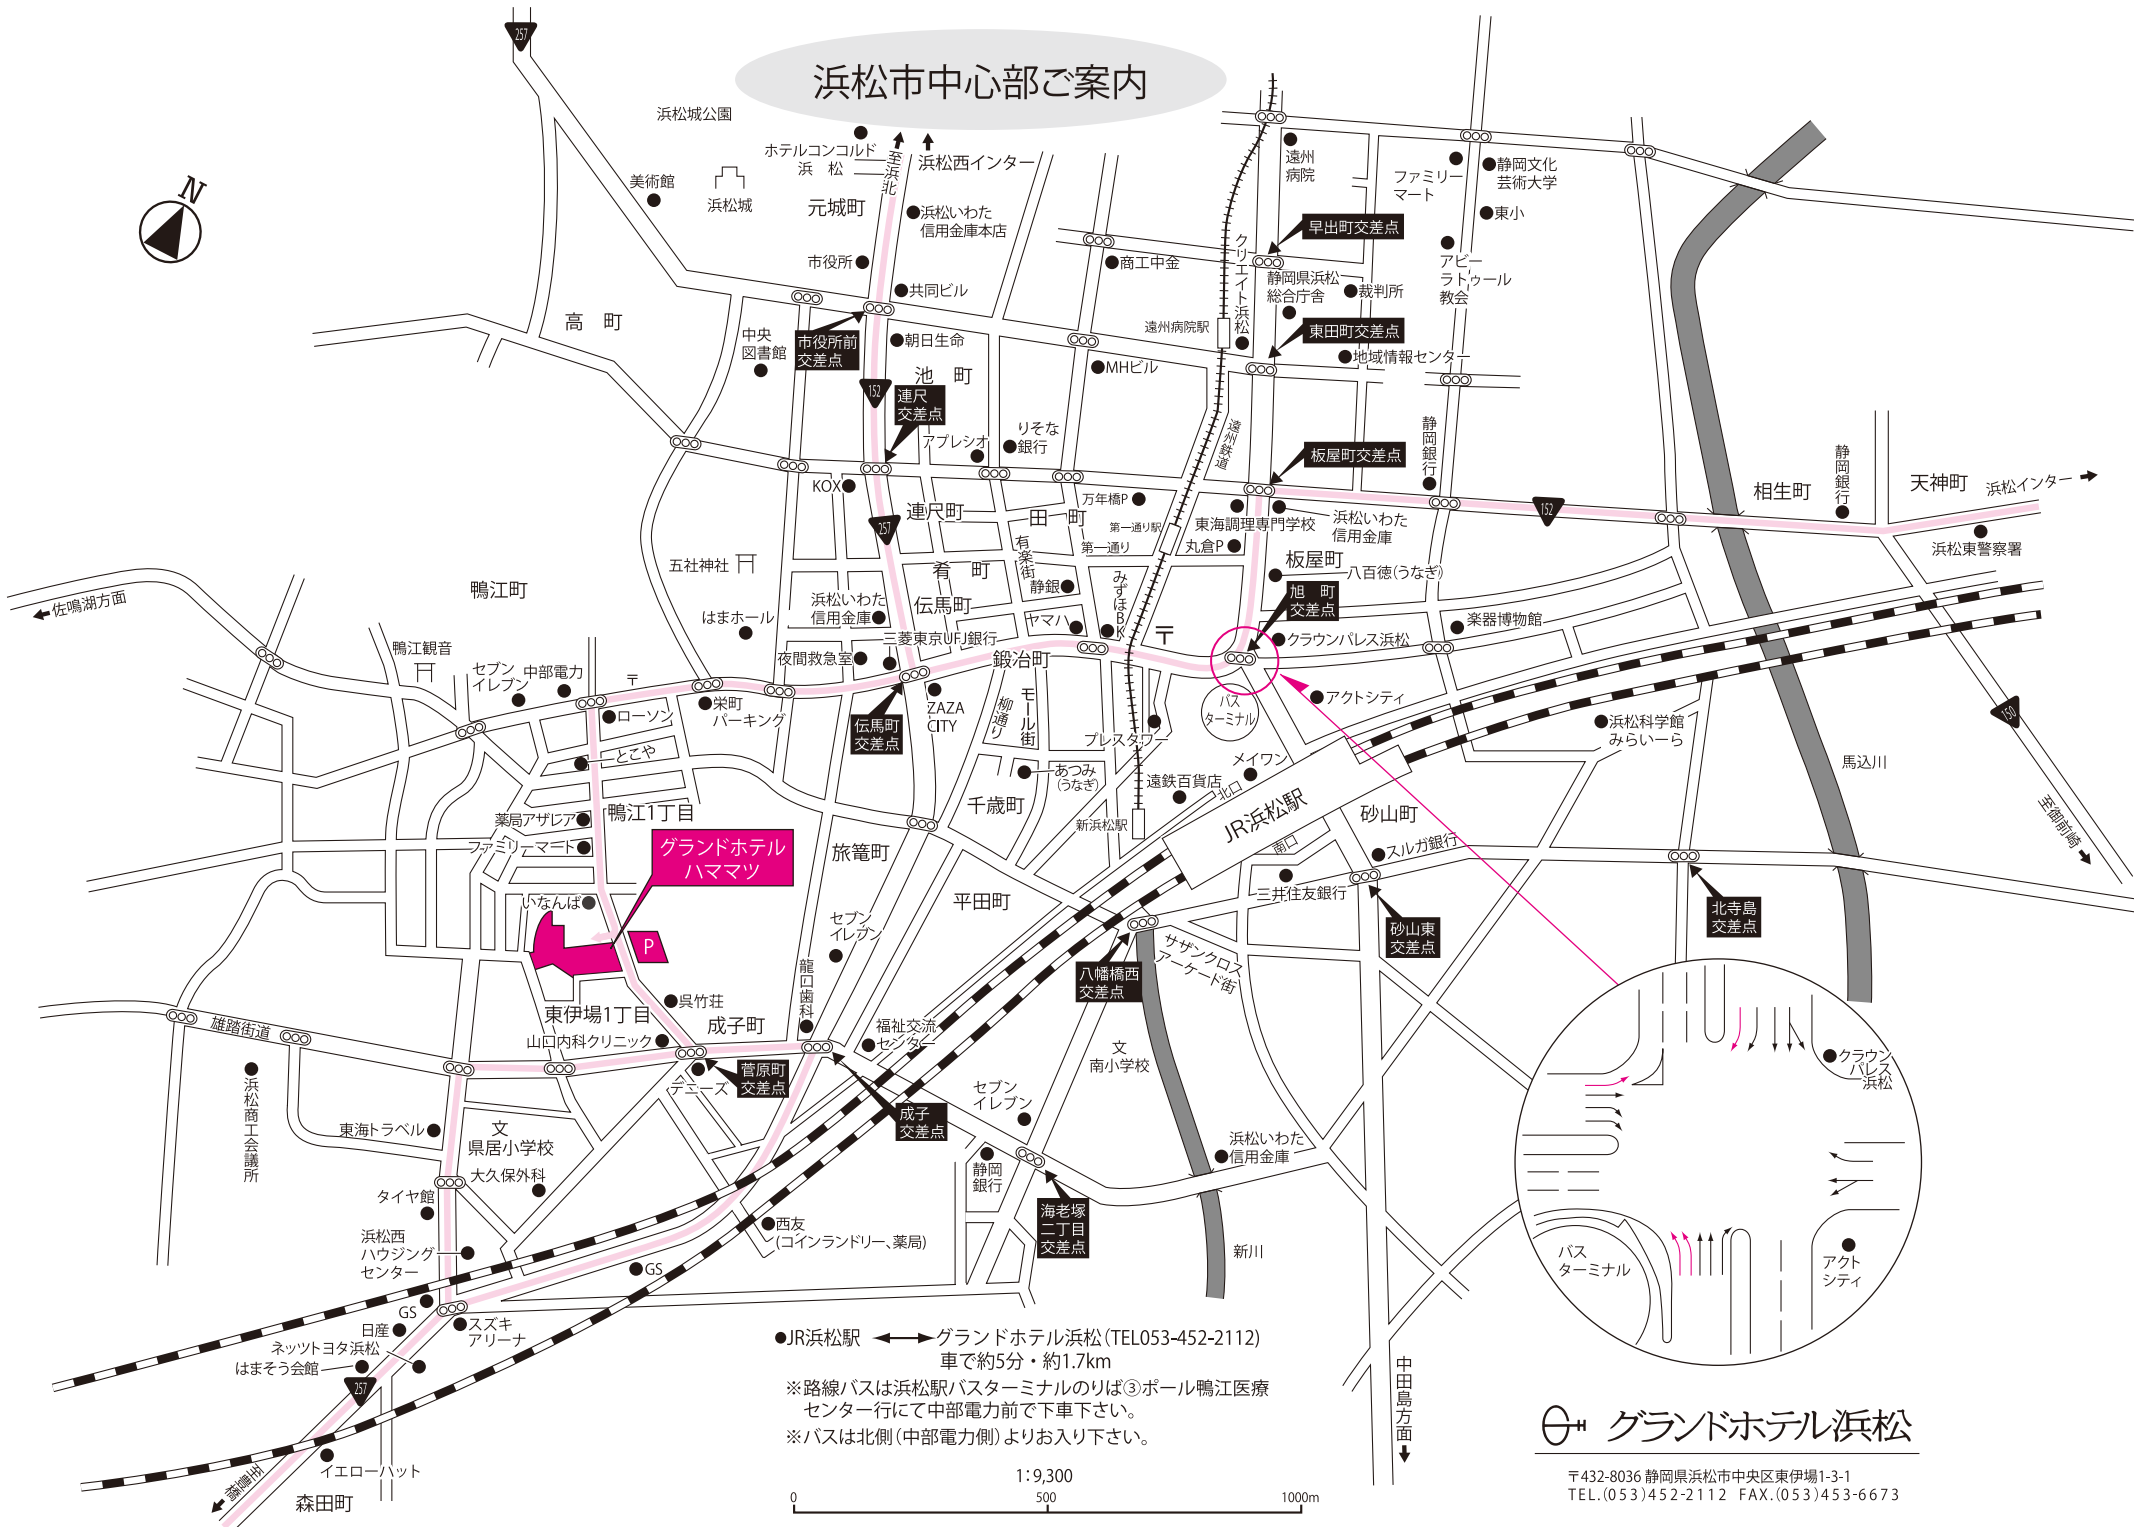 浜松市中心部ご案内
257
N
浜松城公園
ホテルコンコルド
浜　松
至浜北
浜松西インター
美術館
浜松城
元城町
浜松いわた
信用金庫本店
市役所
共同ビル
商工中金
遠州
病院
ファミリー
マート
静岡文化
芸術大学
東小
早出町交差点
クリエイト浜松
静岡県浜松
総合庁舎
裁判所
アビー
ラトゥール
教会
高　町
中央
図書館
市役所前
交差点
朝日生命
遠州病院駅
東田町交差点
地域情報センター
池　町
152
連尺
交差点
MHビル
アプレシオ
りそな
銀行
遠州鉄道
板屋町交差点
静岡銀行
静岡銀行
相生町
天神町
浜松インター
KOX
連尺町
257
田　町
万年橋P
第一通り駅
第一通り
東海調理専門学校
丸倉P
浜松いわた
信用金庫
152
浜松東警察署
五社神社
肴　町
有楽街
静銀
みずほBK
板屋町
八百徳(うなぎ)
旭　町
交差点
佐鳴湖方面
鴨江町
はまホール
浜松いわた
信用金庫
伝馬町
ヤマハ
〒
クラウンパレス浜松
楽器博物館
三菱東京UFJ銀行
夜間救急室
鍛冶町
鴨江観音
セブン
イレブン
中部電力
〒
ローソン
栄町
パーキング
伝馬町
交差点
ZAZA
CITY
柳通り
モール街
プレスタワー
バス
ターミナル
アクトシティ
浜松科学館
みらいーら
150
馬込川
とこや
あつみ
(うなぎ)
メイワン
遠鉄百貨店
北口
JR浜松駅
南口
砂山町
至御前崎
千歳町
新浜松駅
薬局アザレア
鴨江1丁目
ファミリーマート
グランドホテル
ハママツ
旅篭町
スルガ銀行
三井住友銀行
いなんば
P
平田町
セブン
イレブン
砂山東
交差点
北寺島
交差点
サザンクロス
アーケード街
八幡橋西
交差点
龍口歯科
呉竹荘
東伊場1丁目
成子町
山口内科クリニック
雄踏街道
福祉交流
センター
文
南小学校
菅原町
交差点
デニーズ
浜松商工会議所
成子
交差点
セブン
イレブン
東海トラベル
文
県居小学校
大久保外科
静岡
銀行
浜松いわた
信用金庫
タイヤ館
海老塚
二丁目
交差点
浜松西
ハウジング
センター
西友
(コインランドリー、薬局)
新川
GS
GS
日産
スズキ
アリーナ
ネッツトヨタ浜松
はまそう会館
257
イエローハット
至豊橋
森田町
中田島方面
クラウン
パレス
浜松
バス
ターミナル
アクト
シティ
●JR浜松駅 ⟷ グランドホテル浜松(TEL053-452-2112)
車で約5分・約1.7km
※路線バスは浜松駅バスターミナルのりば③ポール鴨江医療
センター行にて中部電力前で下車下さい。
※バスは北側(中部電力側)よりお入り下さい。
1:9,300
0 500 1000m
グランドホテル浜松
〒432-8036 静岡県浜松市中央区東伊場1-3-1
TEL.(053)452-2112 FAX.(053)453-6673